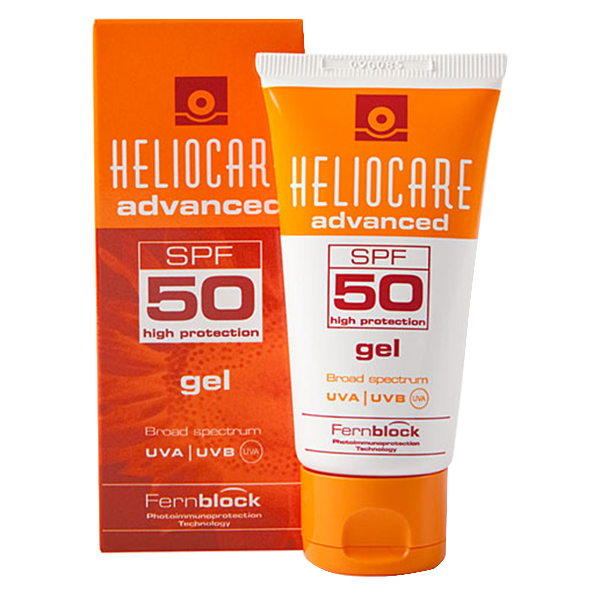 HELIOCARE
advanced
SPF
50
high protection
gel
Broad spectrum
UVA | UVB UVA
Fernblock
Photoimmunoprotection
Technology
HELIOCARE
advanced
SPF
50
high protection
gel
Broad spectrum
UVA | UVB UVA
Fernblock
Photoimmunoprotection
Technology